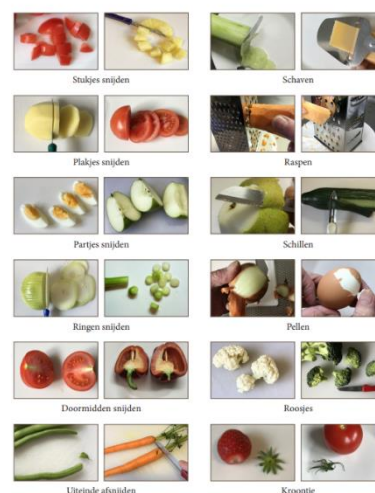 Stukjes snijden
Schaven
Plakjes snijden
Raspen
Partjes snijden
Schillen
Ringen snijden
Pellen
Doormidden snijden
Roosjes
Uiteinde afsnijden
Kroontje